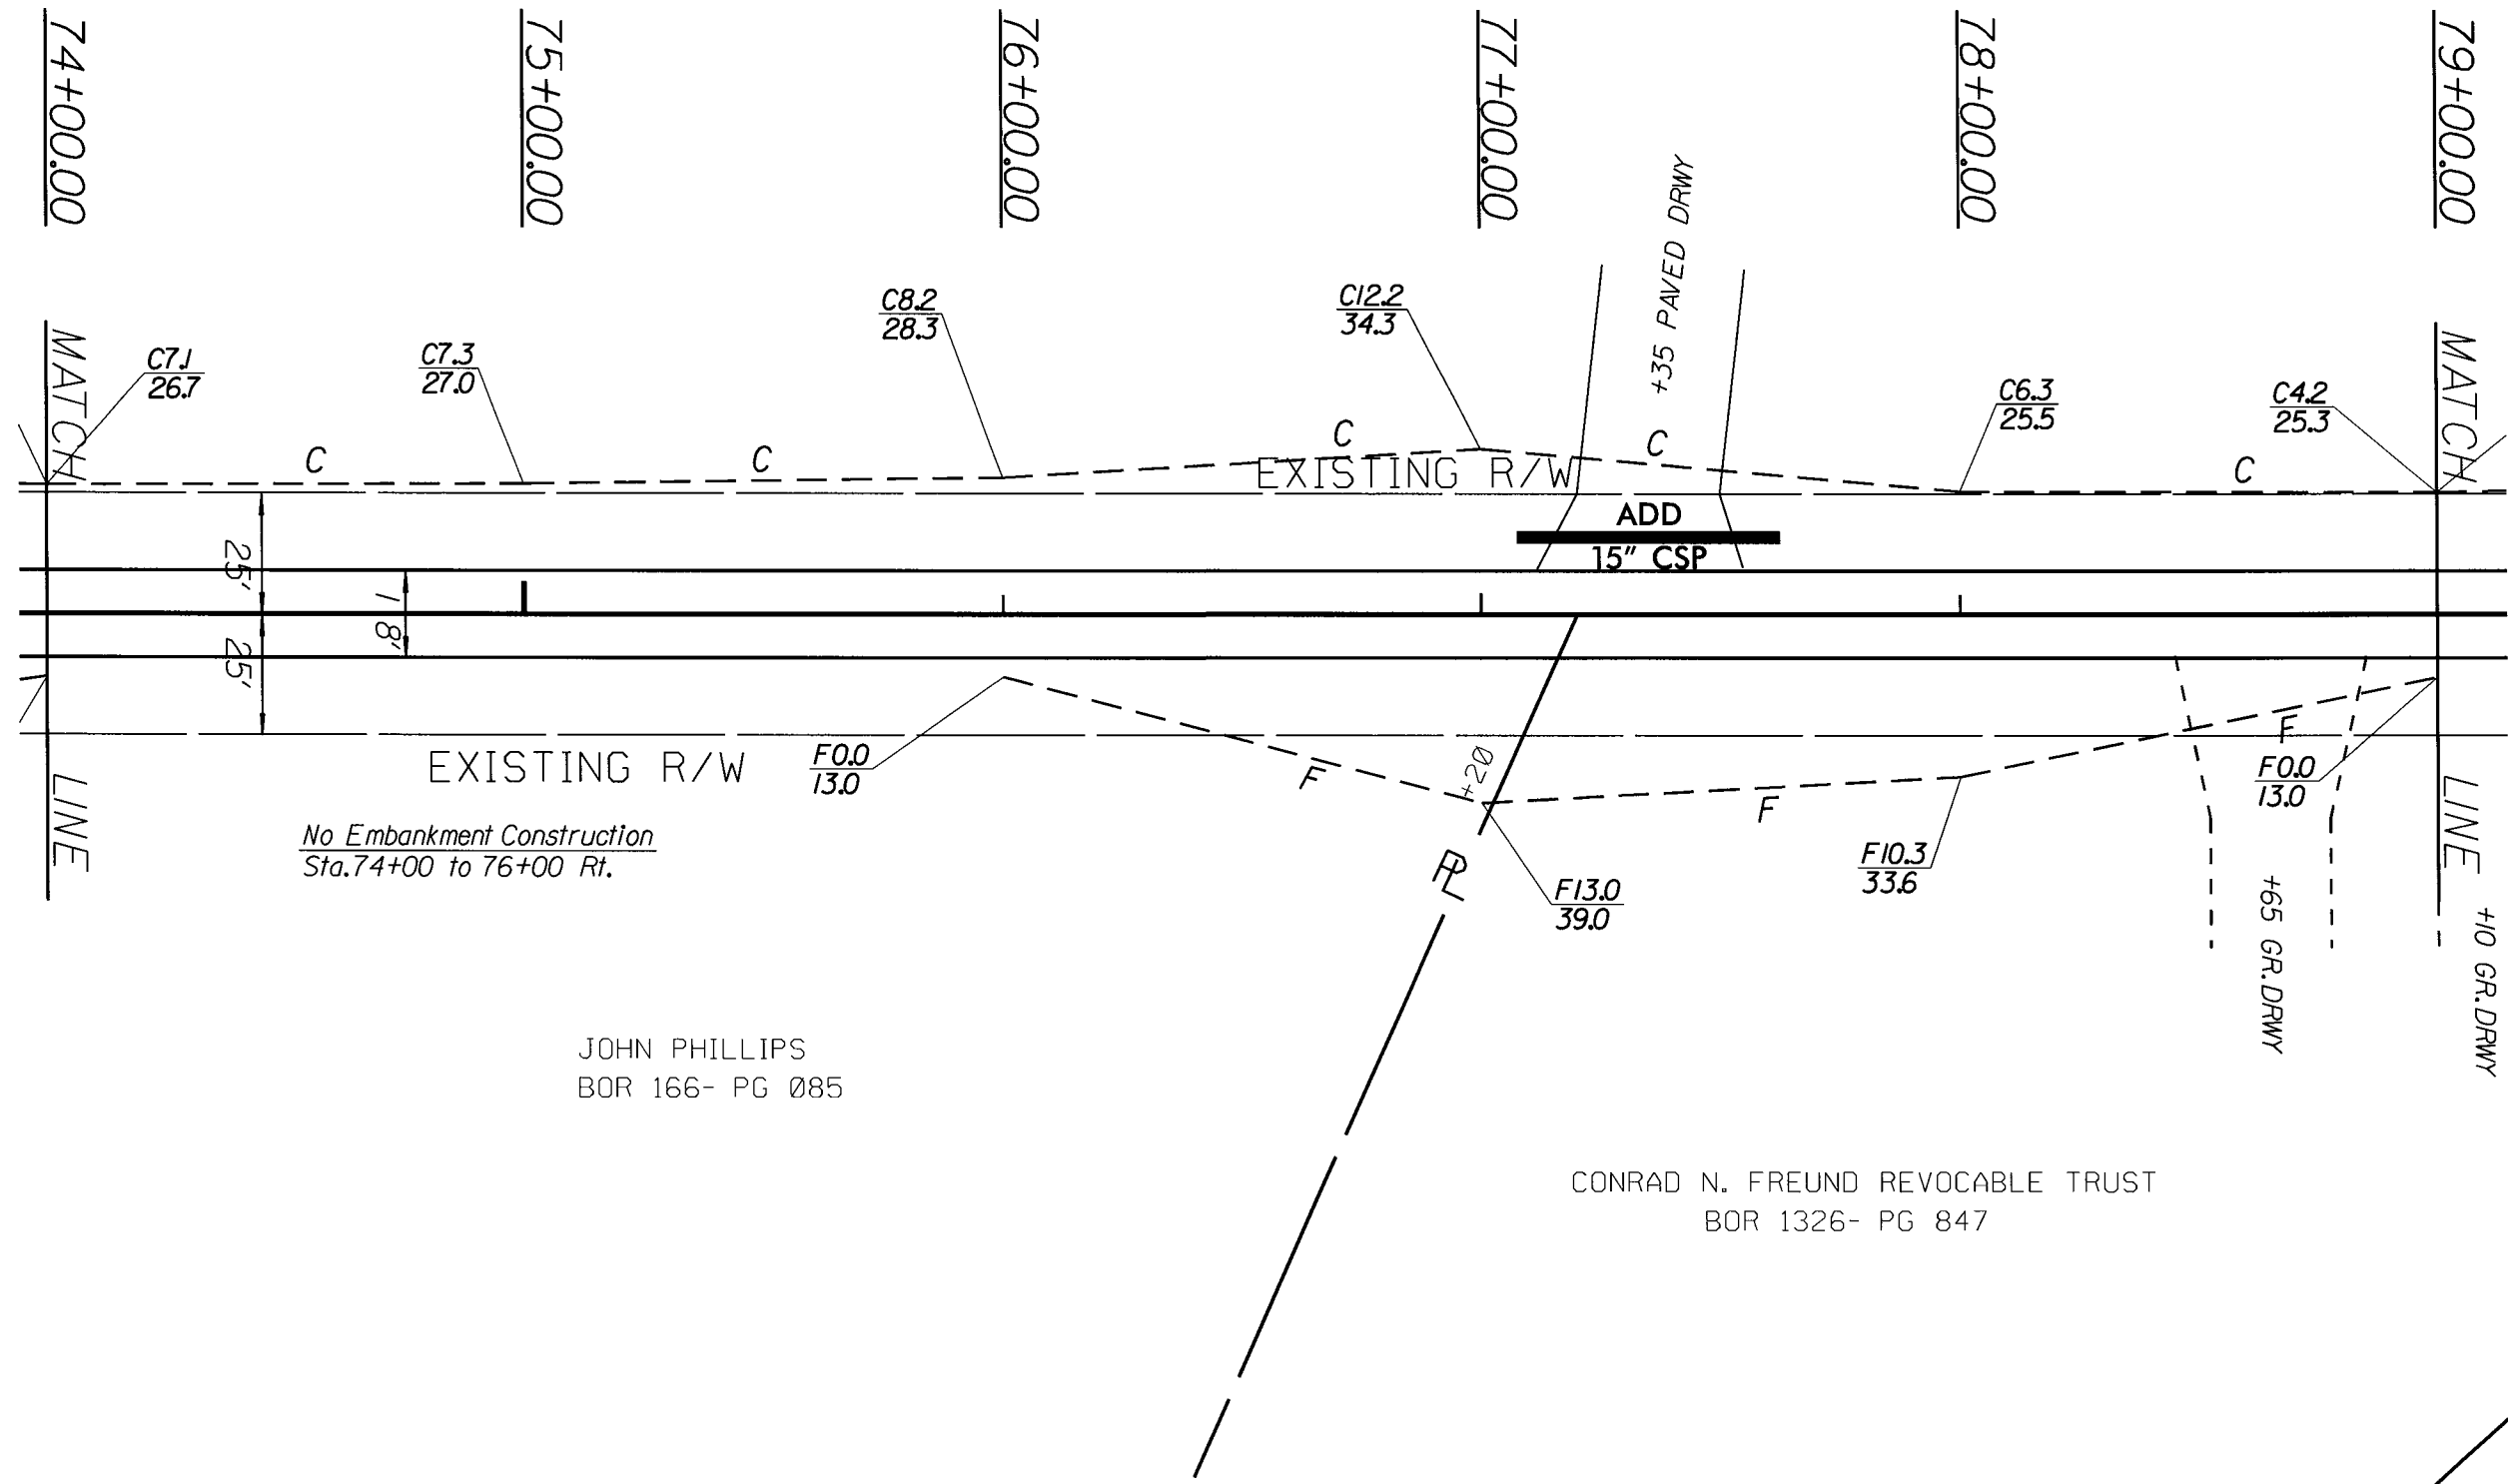 74+00.00
75+00.00
76+00.00
77+00.00
78+00.00
79+00.00
+35 PAVED DRWY
MATCH
C7.1
26.7
C7.3
27.0
C8.2
28.3
C12.2
34.3
C6.3
25.5
C4.2
25.3
MATCH
C
C
C
C
C
EXISTING R/W
ADD
15" CSP
25'
18'
25'
EXISTING R/W
F0.0
13.0
F
+20
F
F
F0.0
13.0
LINE
No Embankment Construction
Sta.74+00 to 76+00 Rt.
PL
F13.0
39.0
F10.3
33.6
LINE
+65 GR.DRWY
+10 GR.DRWY
JOHN PHILLIPS
BOR 166- PG 085
CONRAD N. FREUND REVOCABLE TRUST
BOR 1326- PG 847